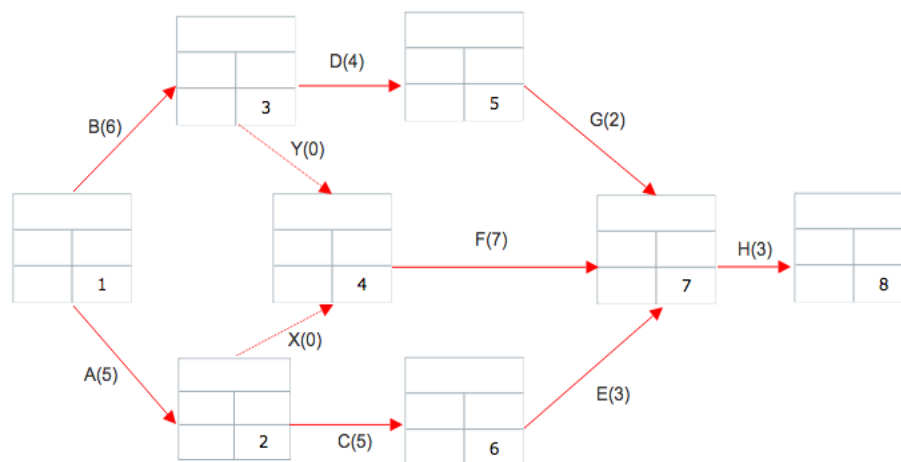 D(4)
3
5
B(6)
G(2)
Y(0)
F(7)
H(3)
1
4
7
8
X(0)
A(5)
E(3)
2
C(5)
6